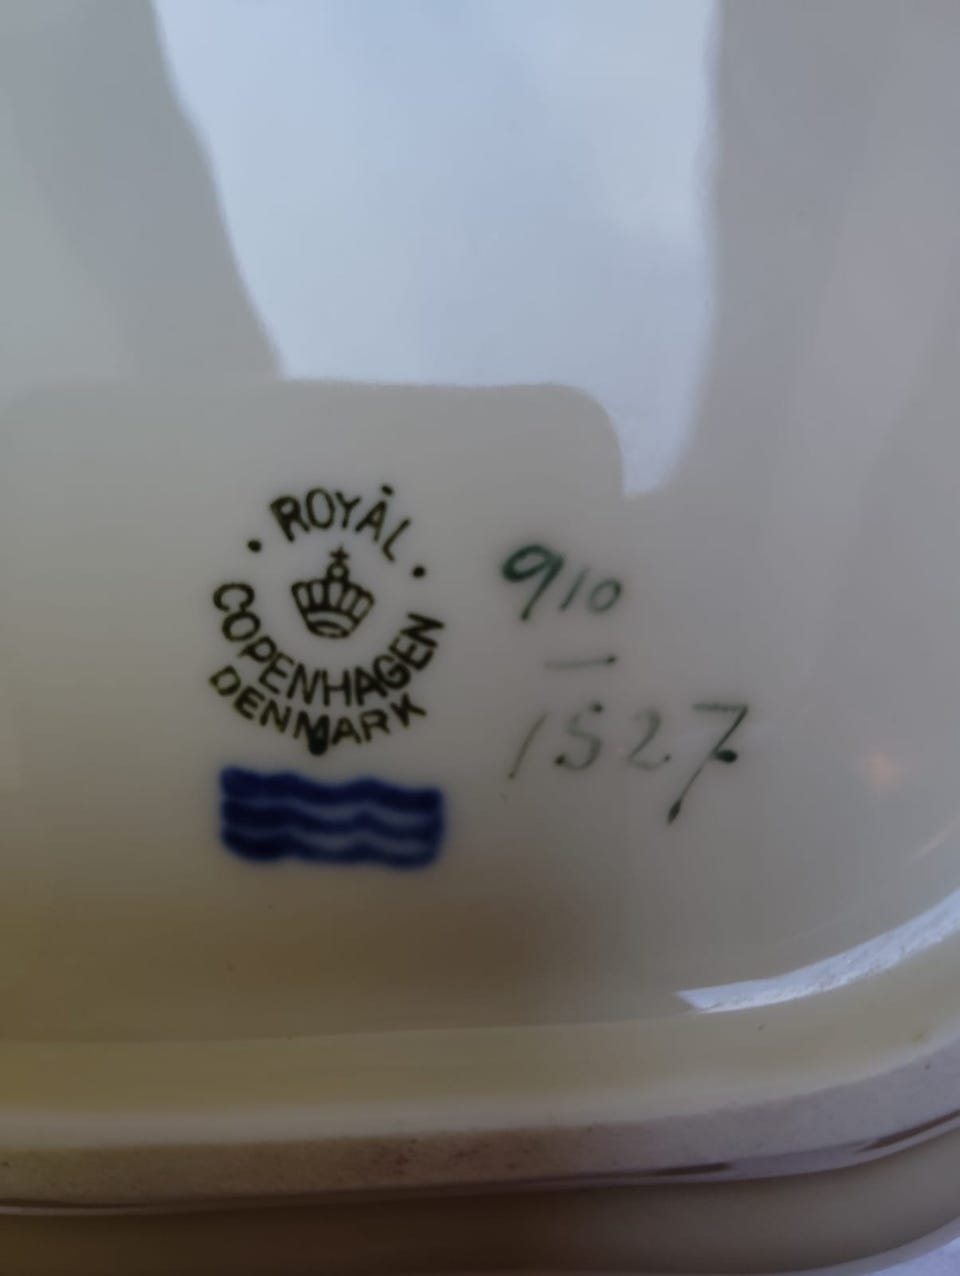 · ROYAL ·
COPENHAGEN
DENMARK
910
1527